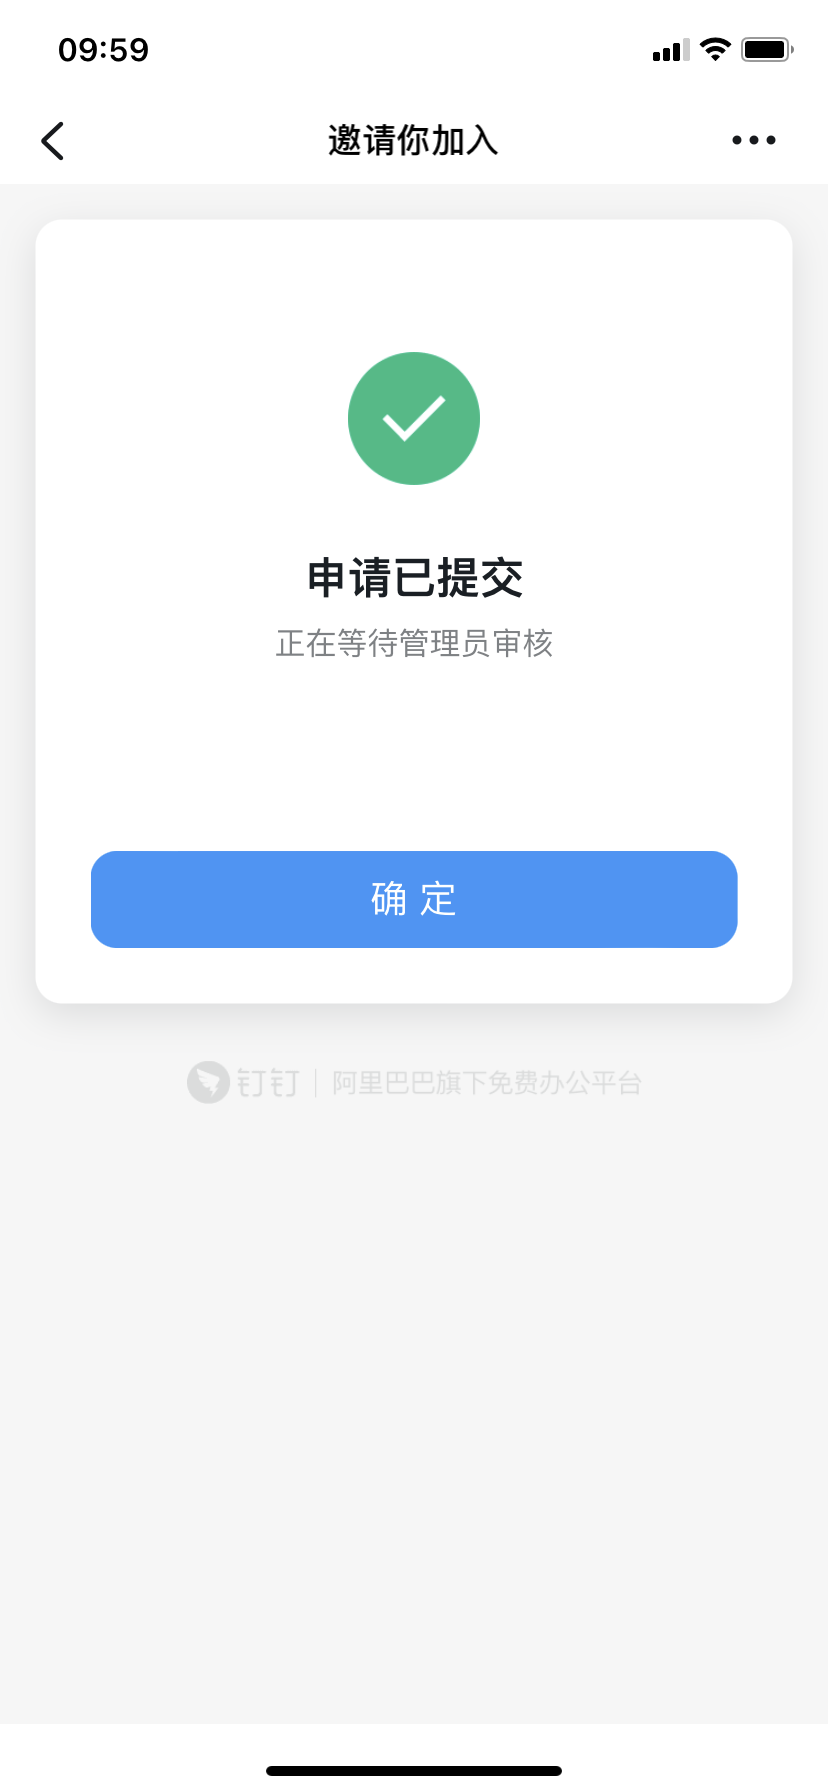 09:59
邀请你加入
申请已提交
正在等待管理员审核
确 定
钉钉 | 阿里巴巴旗下免费办公平台